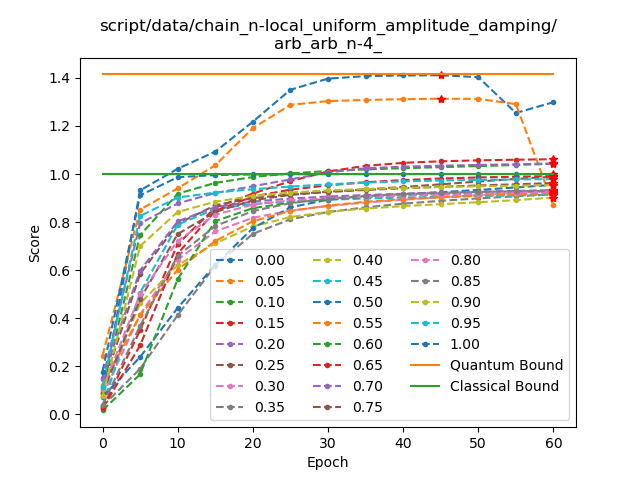 script/data/chain_n-local_uniform_amplitude_damping/
arb_arb_n-4_
Score
1.4
1.2
1.0
0.8
0.6
0.4
0.2
0.0
0 10 20 30 40 50 60
Epoch
0.00 0.40 0.80
0.05 0.45 0.85
0.10 0.50 0.90
0.15 0.55 0.95
0.20 0.60 1.00
0.25 0.65 Quantum Bound
0.30 0.70 Classical Bound
0.35 0.75